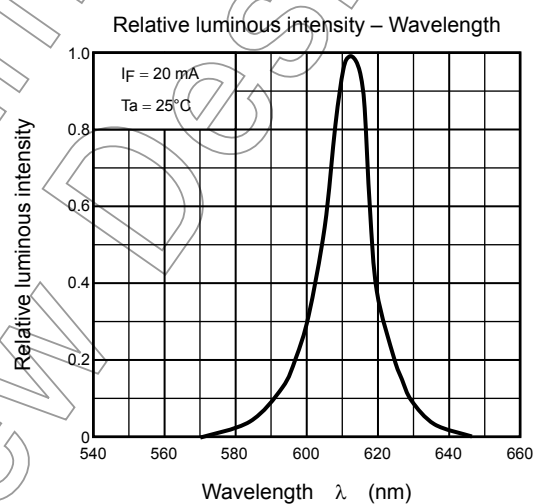 Relative luminous intensity – Wavelength
IF = 20 mA
Ta = 25°C
Relative luminous intensity
1.0
0.8
0.6
0.4
0.2
0
540 560 580 600 620 640 660
Wavelength λ (nm)